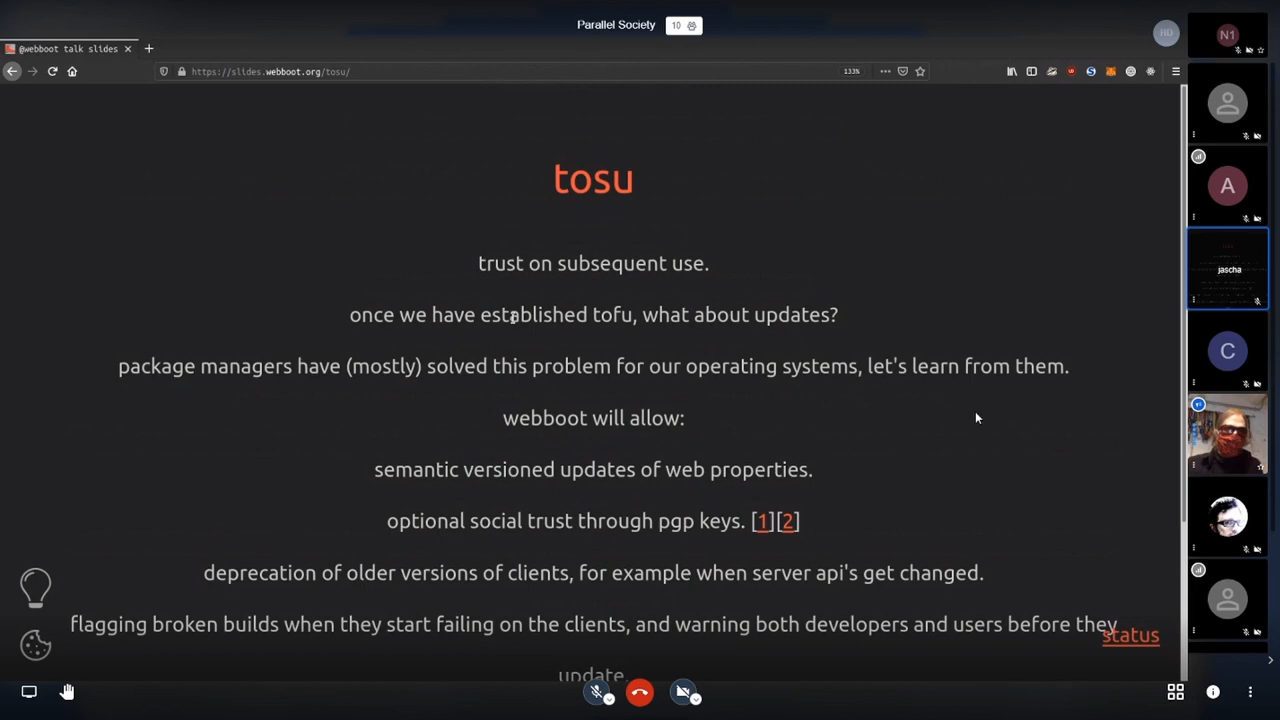 Parallel Society
10
HD
N1
@webboot talk slides
https://slides.webboot.org/tosu/
133%
A
tosu
trust on subsequent use.
jascha
once we have established tofu, what about updates?
package managers have (mostly) solved this problem for our operating systems, let's learn from them.
C
webboot will allow:
semantic versioned updates of web properties.
optional social trust through pgp keys. [1][2]
deprecation of older versions of clients, for example when server api's get changed.
flagging broken builds when they start failing on the clients, and warning both developers and users before they
status
update.